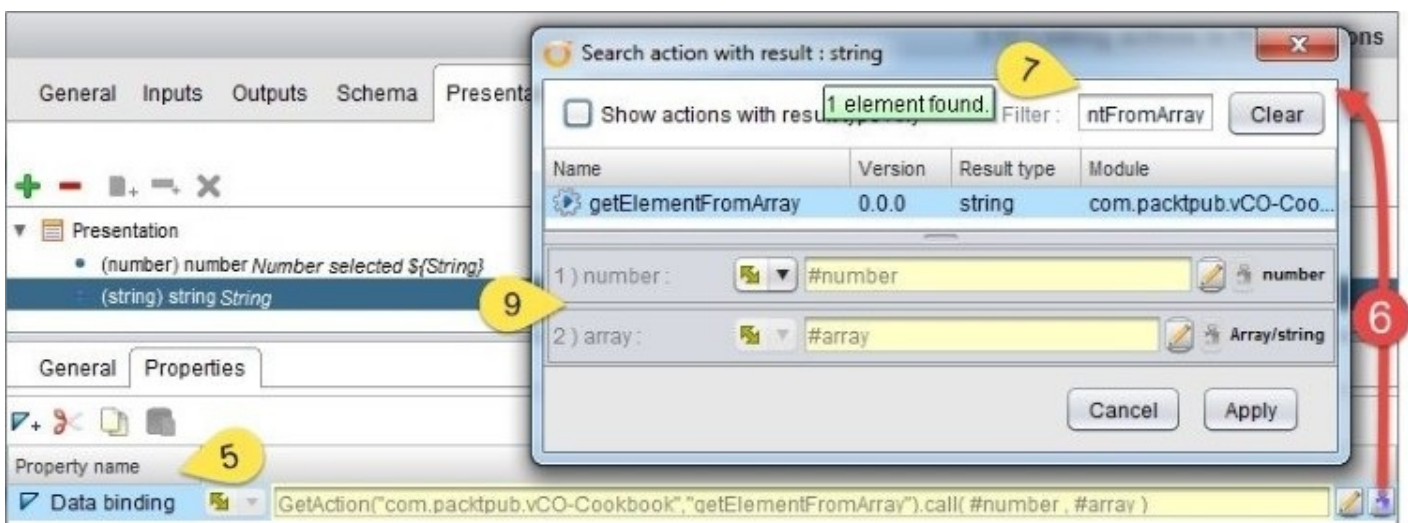 ons
Search action with result : string
7
General Inputs Outputs Schema Presenta
Show actions with resu
1 element found.
Filter : ntFromArray Clear
Name Version Result type Module
getElementFromArray 0.0.0 string com.packtpub.vCO-Coo...
Presentation
(number) number Number selected ${String}
(string) string String
9
1 ) number : #number number
2 ) array : #array Array/string
6
General Properties
Cancel Apply
Property name
5
Data binding GetAction("com.packtpub.vCO-Cookbook","getElementFromArray").call( #number , #array )